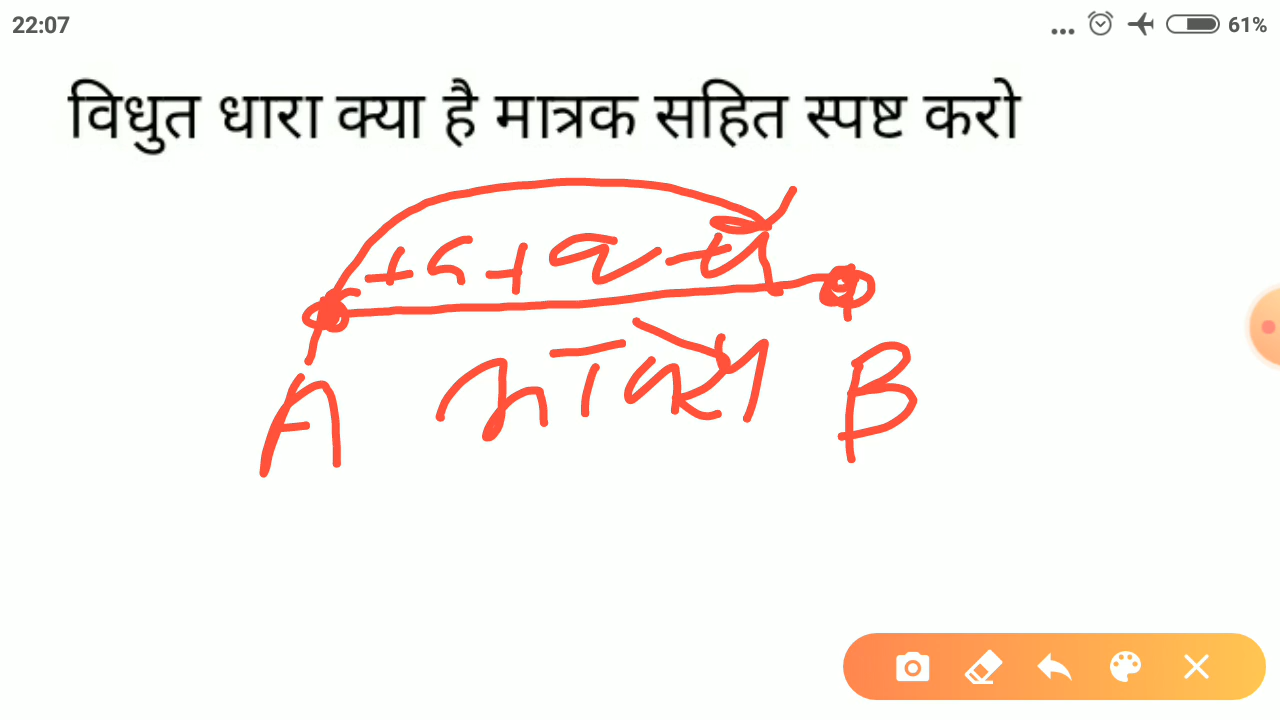 22:07 61%
विधुत धारा क्या है मात्रक सहित स्पष्ट करो
A B